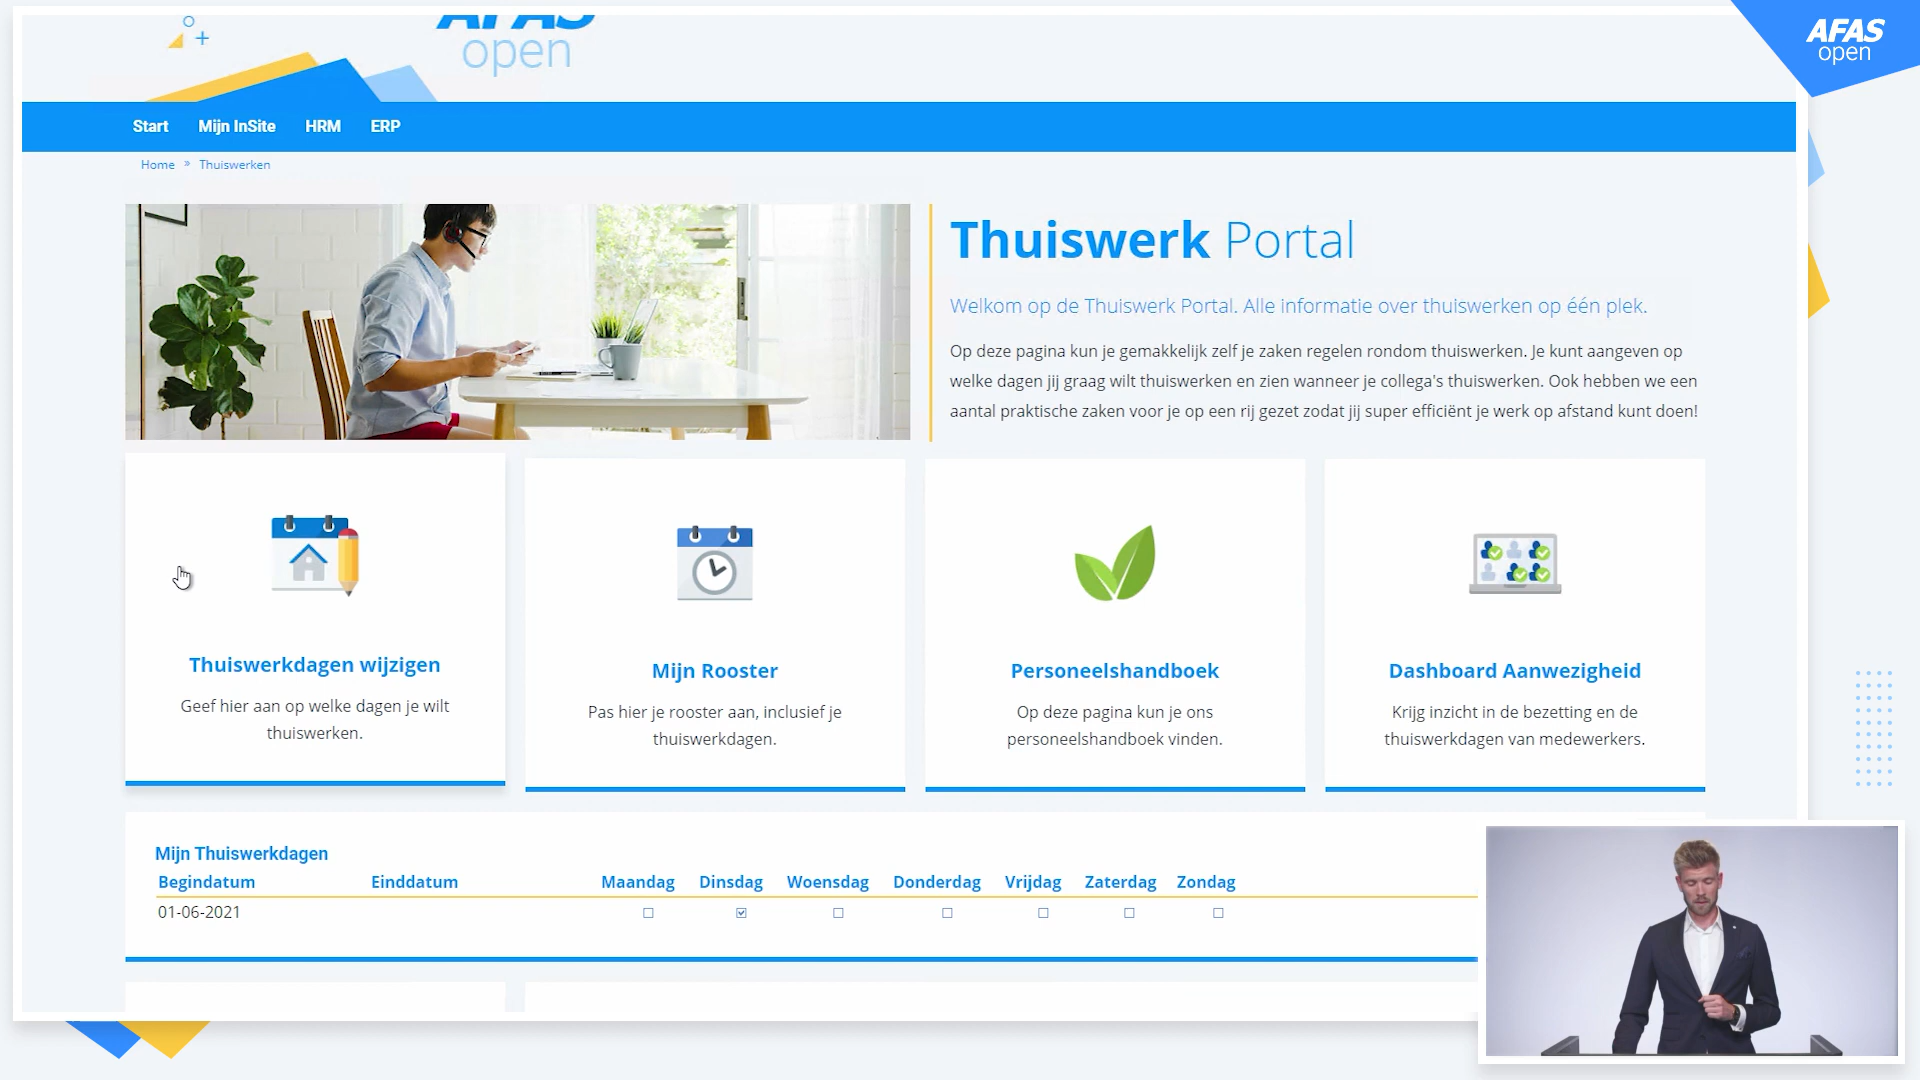 AFAS
open
AFAS
open
Start Mijn InSite HRM ERP
Home » Thuiswerken
Thuiswerk Portal
Welkom op de Thuiswerk Portal. Alle informatie over thuiswerken op één plek.
Op deze pagina kun je gemakkelijk zelf je zaken regelen rondom thuiswerken. Je kunt aangeven op
welke dagen jij graag wilt thuiswerken en zien wanneer je collega's thuiswerken. Ook hebben we een
aantal praktische zaken voor je op een rij gezet zodat jij super efficiënt je werk op afstand kunt doen!
Thuiswerkdagen wijzigen
Geef hier aan op welke dagen je wilt
thuiswerken.
Mijn Rooster
Pas hier je rooster aan, inclusief je
thuiswerkdagen.
Personeelshandboek
Op deze pagina kun je ons
personeelshandboek vinden.
Dashboard Aanwezigheid
Krijg inzicht in de bezetting en de
thuiswerkdagen van medewerkers.
Mijn Thuiswerkdagen
Begindatum Einddatum Maandag Dinsdag Woensdag Donderdag Vrijdag Zaterdag Zondag
01-06-2021